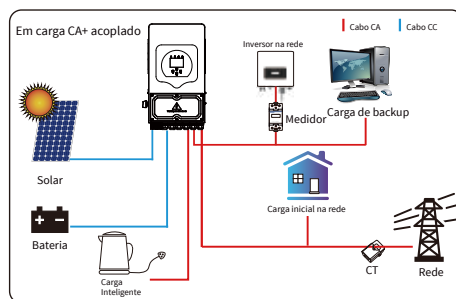 Em carga CA+ acoplado
Inversor na rede
Cabo CA
Cabo CC
Medidor
Carga de backup
Solar
Carga inicial na rede
Bateria
CT
Rede
Carga
Inteligente